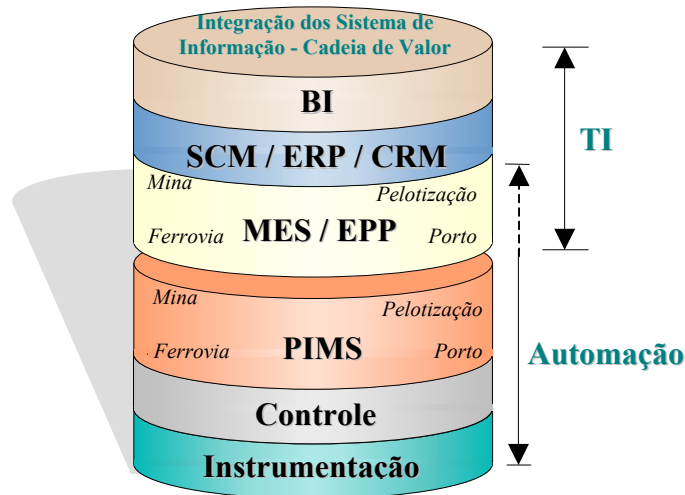 Integração dos Sistema de
Informação - Cadeia de Valor
BI
TI
SCM / ERP / CRM
Mina
Pelotização
Ferrovia
MES / EPP
Porto
Mina
Pelotização
Ferrovia
PIMS
Porto
Automação
Controle
Instrumentação